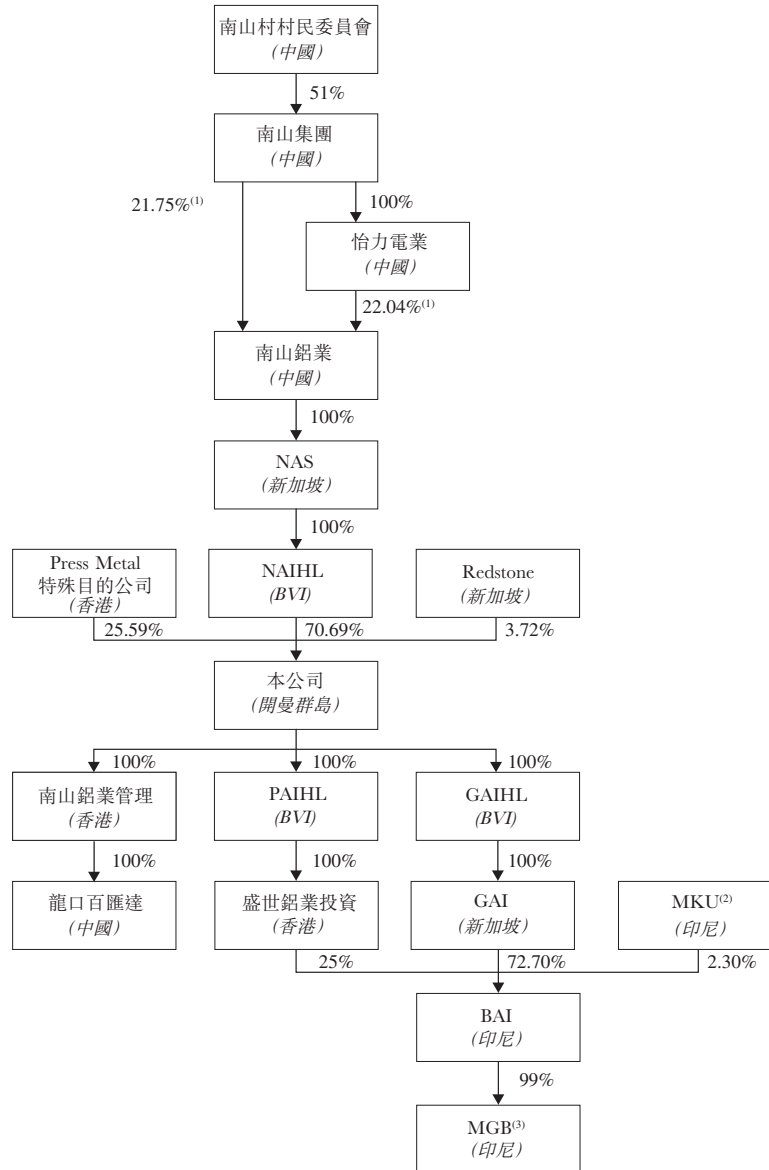 南山村村民委員會
(中國)
51%
南山集團
(中國)
21.75%(1)
100%
怡力電業
(中國)
22.04%(1)
南山鋁業
(中國)
100%
NAS
(新加坡)
100%
Press Metal
特殊目的公司
(香港)
NAIHL
(BVI)
Redstone
(新加坡)
25.59%
70.69%
3.72%
本公司
(開曼群島)
100%
100%
100%
南山鋁業管理
(香港)
PAIHL
(BVI)
GAIHL
(BVI)
100%
100%
100%
龍口百匯達
(中國)
盛世鋁業投資
(香港)
GAI
(新加坡)
MKU(2)
(印尼)
25%
72.70%
2.30%
BAI
(印尼)
99%
MGB(3)
(印尼)